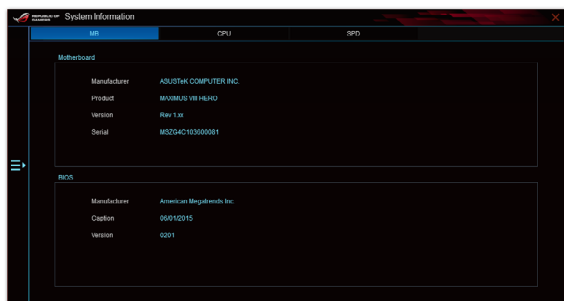 REPUBLIC OF GAMERS System Information
MB CPU SPD
Motherboard
Manufacturer ASUSTeK COMPUTER INC.
Product MAXIMUS VIII HERO
Version Rev 1.xx
Serial MSZG4C103600081
BIOS
Manufacturer American Megatrends Inc.
Caption 06/01/2015
Version 0201